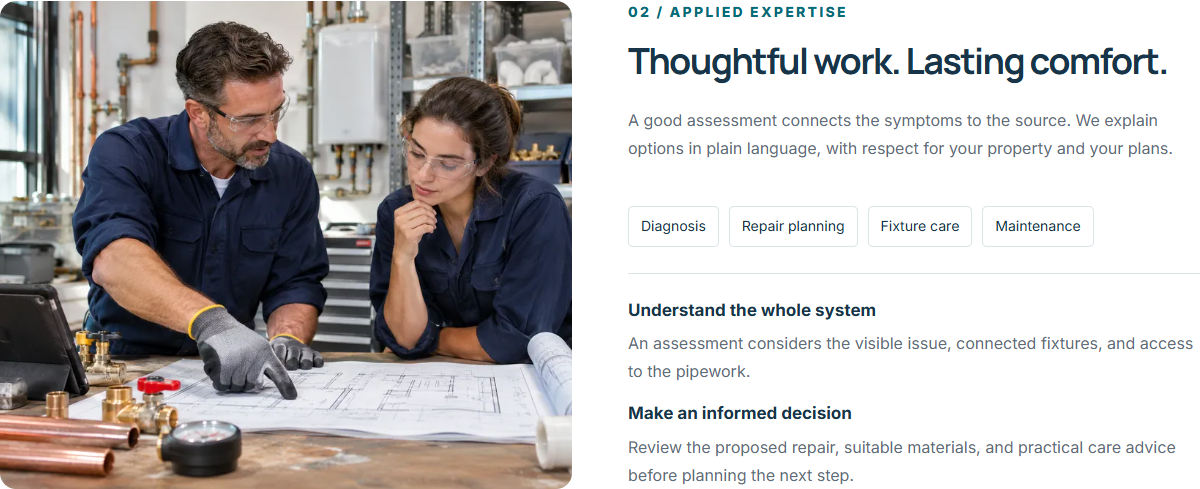 02 / APPLIED EXPERTISE
Thoughtful work. Lasting comfort.
A good assessment connects the symptoms to the source. We explain
options in plain language, with respect for your property and your plans.
Diagnosis
Repair planning
Fixture care
Maintenance
Understand the whole system
An assessment considers the visible issue, connected fixtures, and access
to the pipework.
Make an informed decision
Review the proposed repair, suitable materials, and practical care advice
before planning the next step.